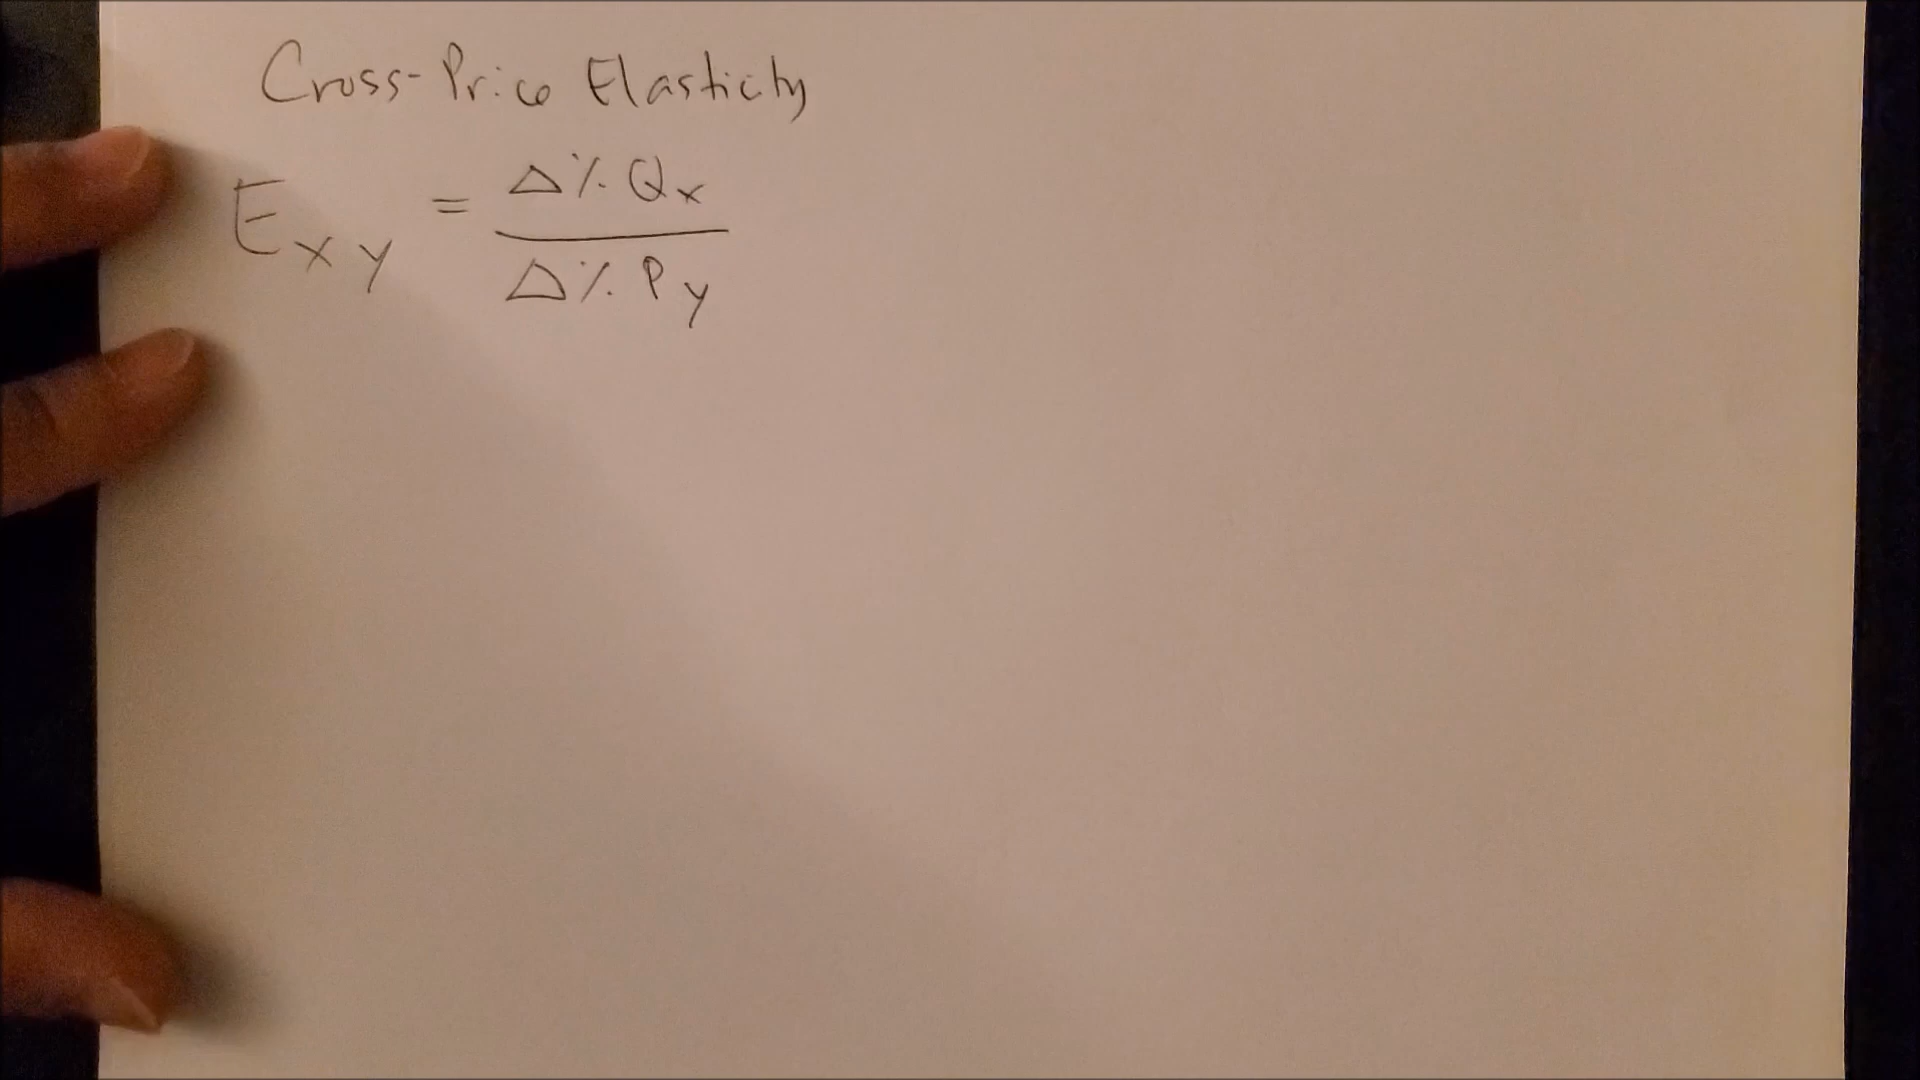 Cross-Price Elasticity
Exy = Δ% Qx
Δ% Py